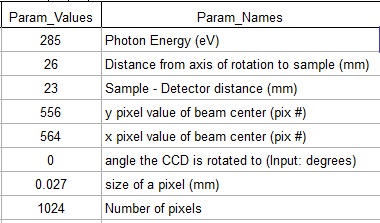 Param_Values Param_Names
285 Photon Energy (eV)
26 Distance from axis of rotation to sample (mm)
23 Sample - Detector distance (mm)
556 y pixel value of beam center (pix #)
564 x pixel value of beam center (pix #)
0 angle the CCD is rotated to (Input: degrees)
0.027 size of a pixel (mm)
1024 Number of pixels